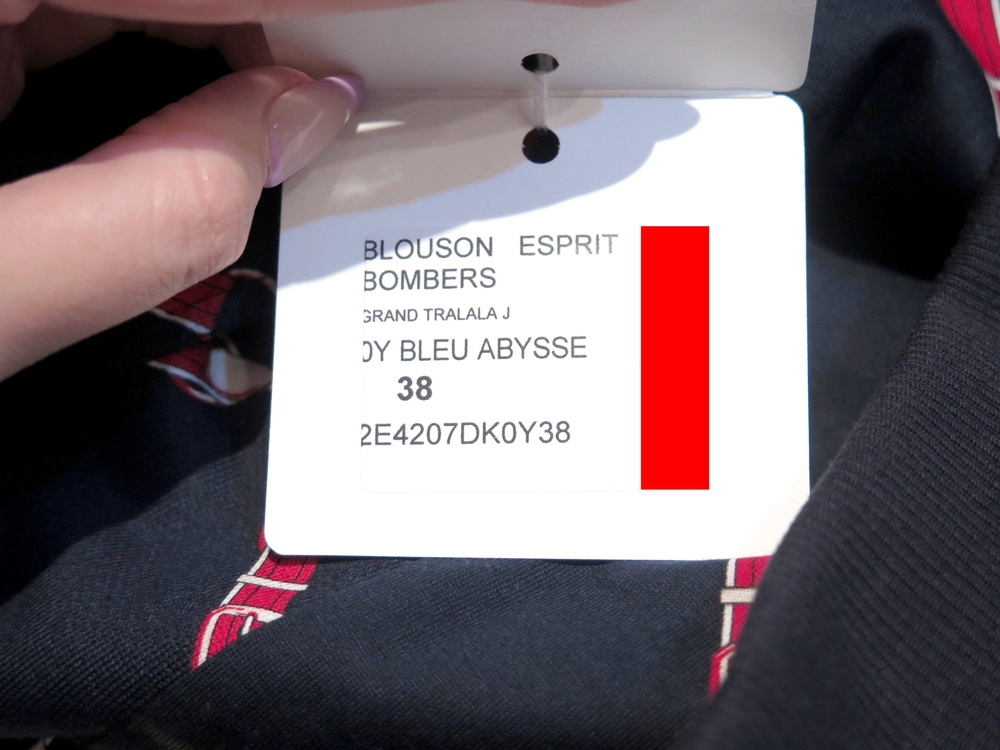 BLOUSON ESPRIT
BOMBERS
GRAND TRALALA J
0Y BLEU ABYSSE
38
2E4207DK0Y38